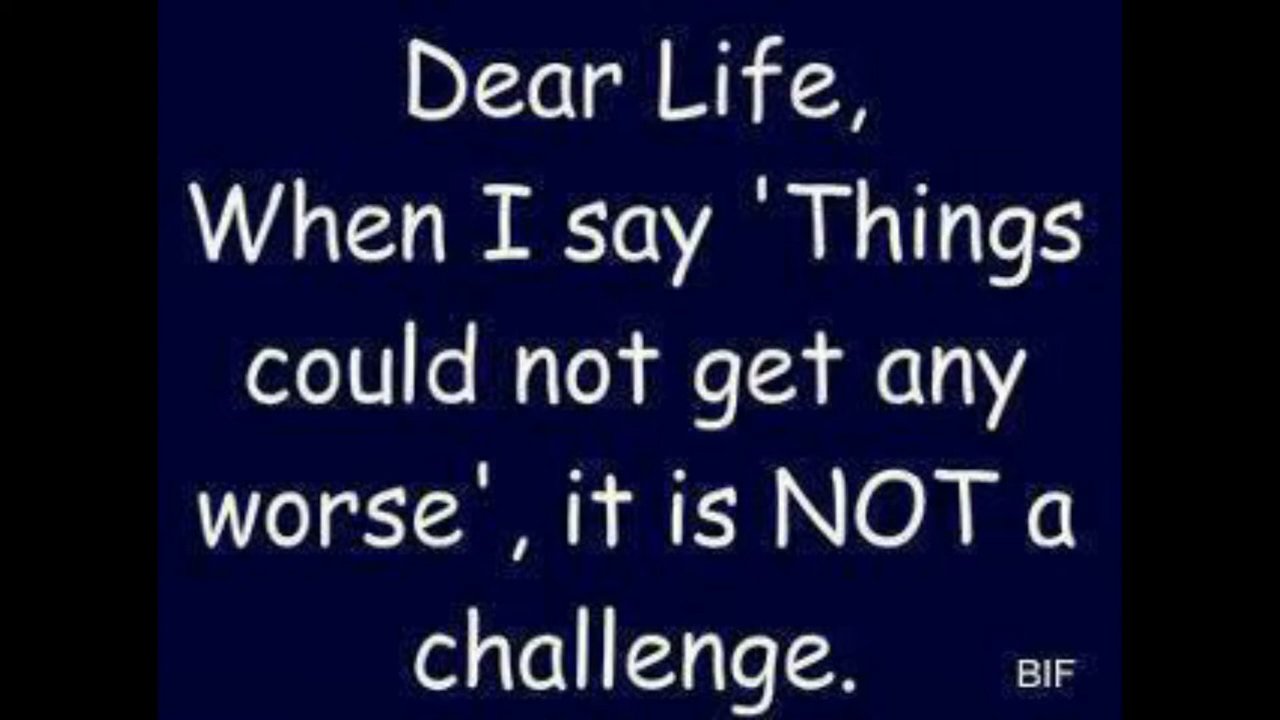 Dear Life,
When I say 'Things
could not get any
worse', it is NOT a
challenge.
BIF